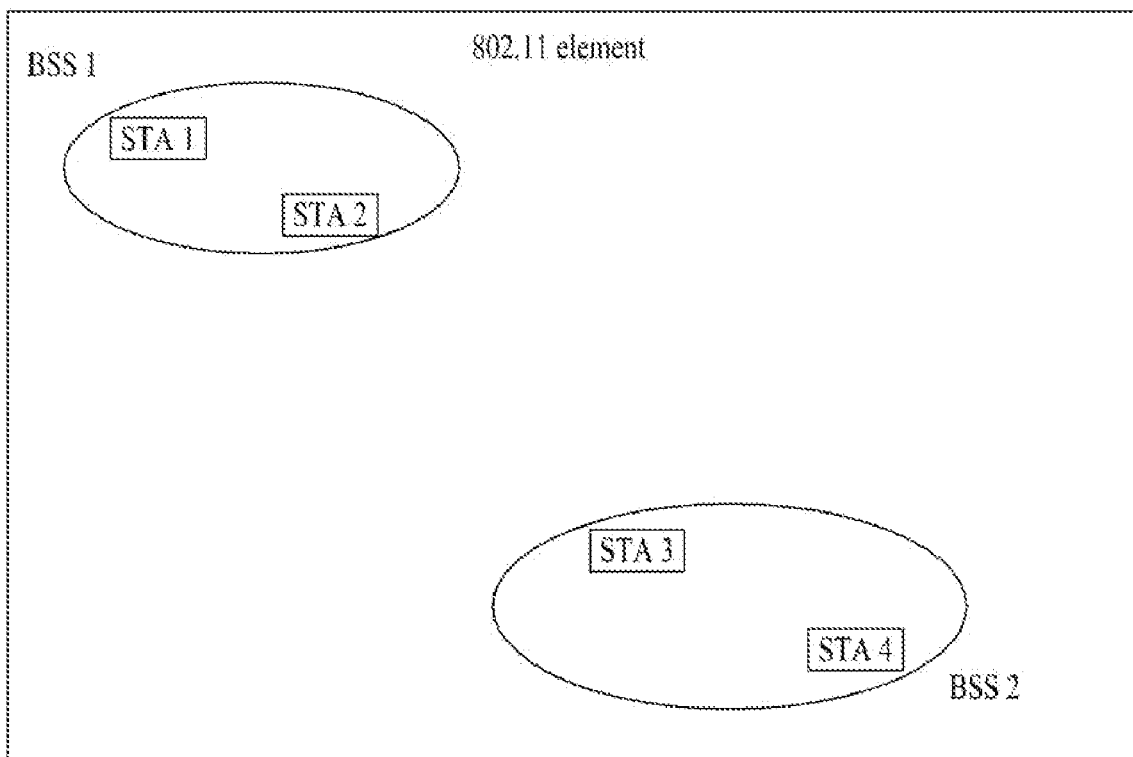 802.11 element
BSS 1
STA 1
STA 2
STA 3
STA 4
BSS 2